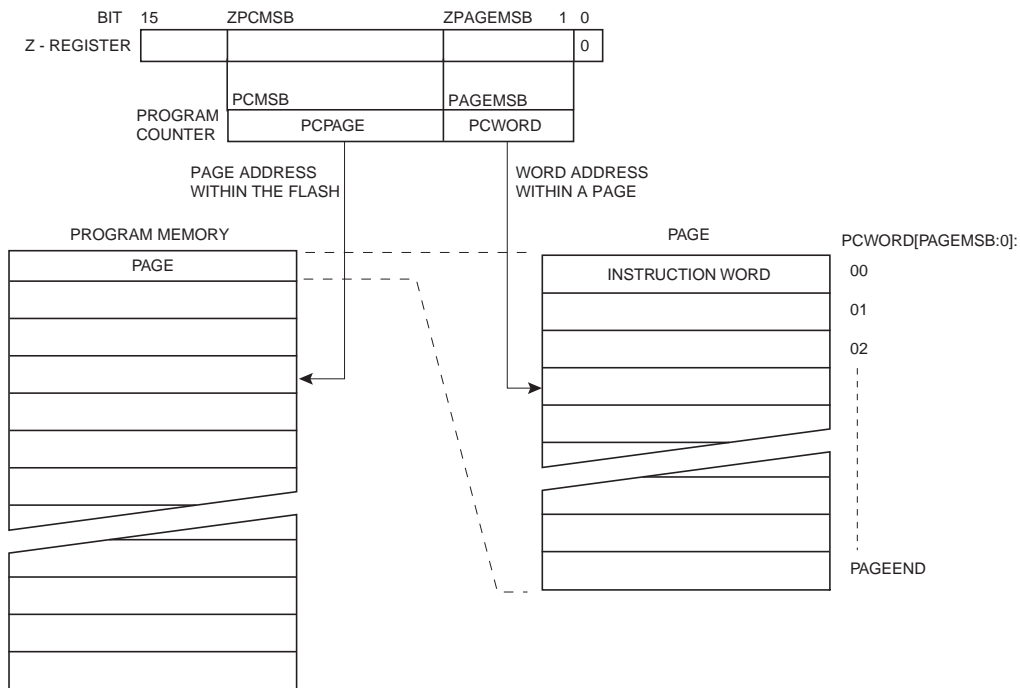 BIT 15 ZPCMSB ZPAGEMSB 1 0
Z - REGISTER 0
PCMSB PAGEMSB
PROGRAM
COUNTER
PCPAGE PCWORD
PAGE ADDRESS
WITHIN THE FLASH
WORD ADDRESS
WITHIN A PAGE
PROGRAM MEMORY
PAGE
PAGE
INSTRUCTION WORD
PCWORD[PAGEMSB:0]:
00
01
02
PAGEEND